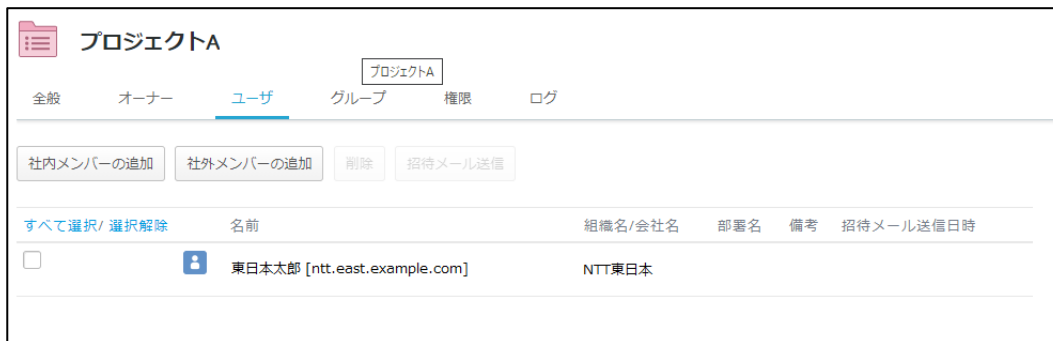 プロジェクトA
プロジェクトA
全般 オーナー ユーザ グループ 権限 ログ
社内メンバーの追加 社外メンバーの追加 削除 招待メール送信
すべて選択/ 選択解除 名前 組織名/会社名 部署名 備考 招待メール送信日時
東日本太郎 [ntt.east.example.com] NTT東日本